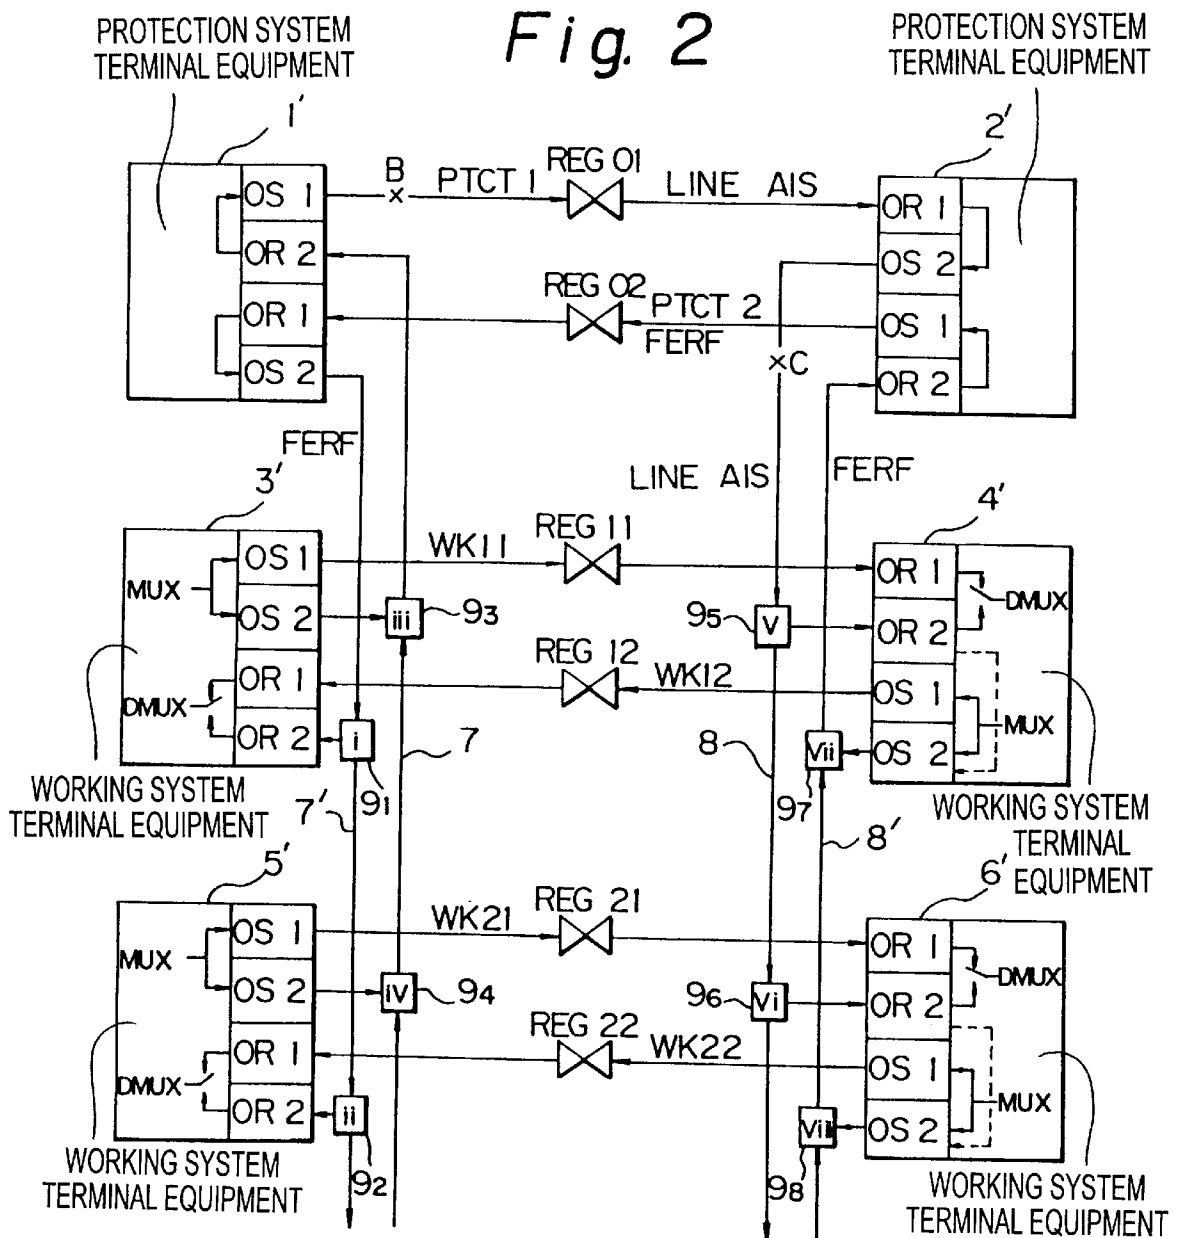 Fig. 2
PROTECTION SYSTEM
TERMINAL EQUIPMENT
PROTECTION SYSTEM
TERMINAL EQUIPMENT
1'
2'
OS 1
OR 2
OR 1
OS 2
B
PTCT 1
REG 01
LINE AIS
OR 1
OS 2
OS 1
OR 2
REG 02
PTCT 2
FERF
C
FERF
LINE AIS
FERF
3'
4'
MUX
DMUX
OS 1
OS 2
OR 1
OR 2
WK11
REG 11
iii
93
95
V
REG 12
WK12
OR 1
OR 2
OS 1
OS 2
DMUX
MUX
i
91
7
8
Vii
97
WORKING SYSTEM
TERMINAL EQUIPMENT
WORKING SYSTEM
TERMINAL
EQUIPMENT
7'
8'
5'
6'
MUX
DMUX
OS 1
OS 2
OR 1
OR 2
WK21
REG 21
iV
94
96
Vi
REG 22
WK22
OR 1
OR 2
OS 1
OS 2
DMUX
MUX
ii
92
Viii
98
WORKING SYSTEM
TERMINAL EQUIPMENT
WORKING SYSTEM
TERMINAL EQUIPMENT